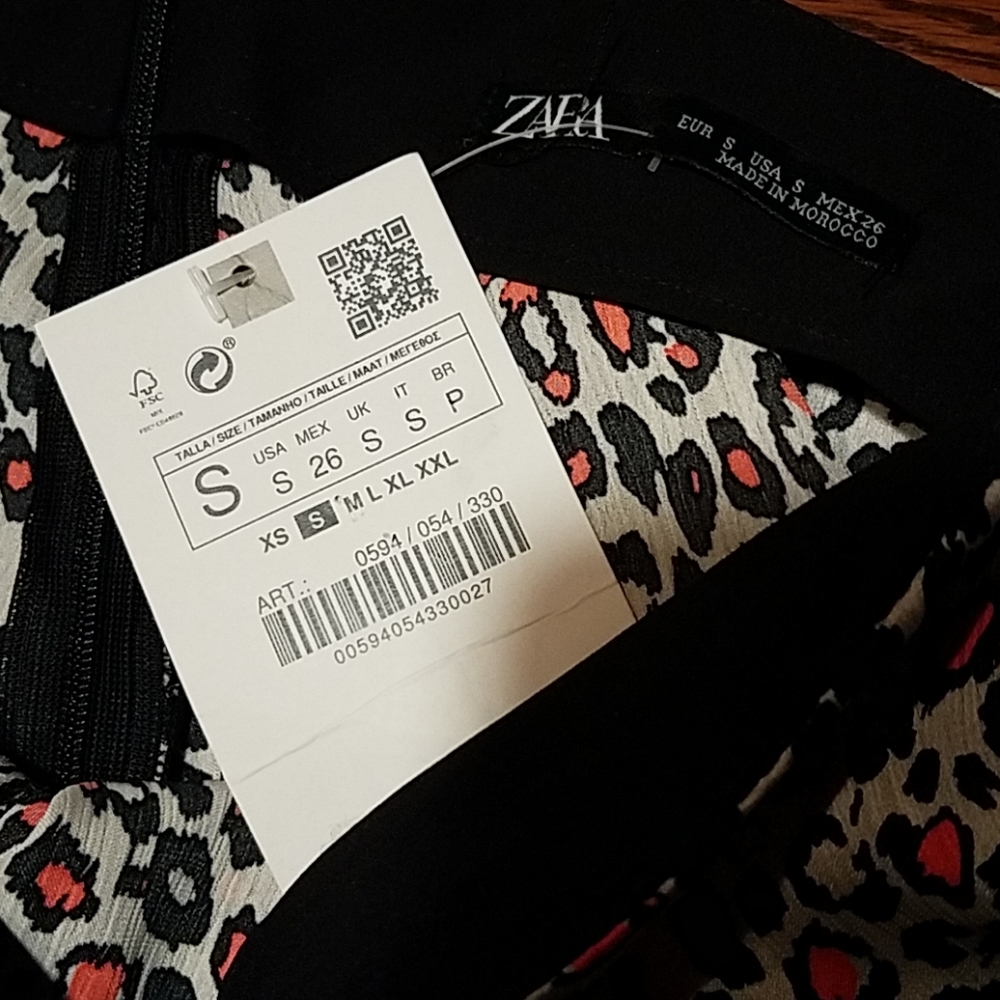 ZARA
EUR S USA S MEX 26
MADE IN MOROCCO
®
FSC
TALLA / SIZE / TAMANHO / TAILLE / MAAT / ΜΕΓΕΘΟΣ
S
USA MEX UK IT BR
S 26 S S P
XS S M L XL XXL
ART.: 0594 / 054 / 330
00594054330027